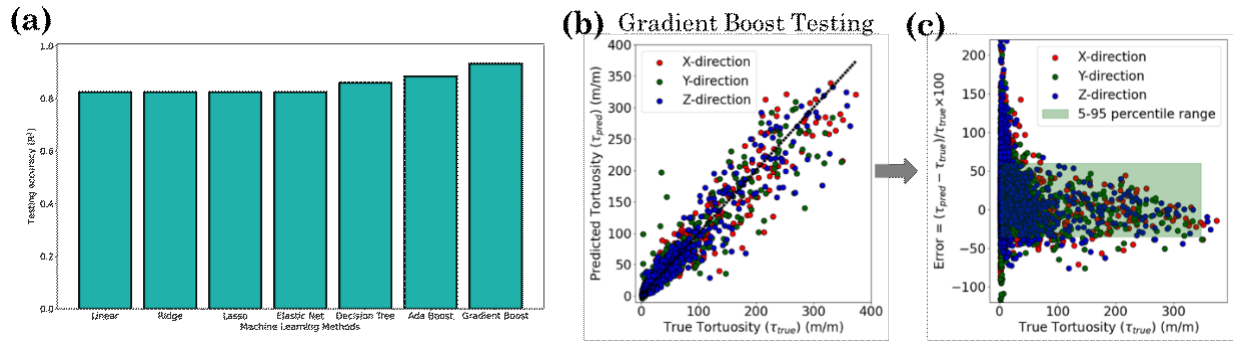 (a)
1.0
0.8
0.6
0.4
0.2
0.0
Testing accuracy (R²)
Linear Ridge Lasso Elastic Net Decision Tree Ada Boost Gradient Boost
Machine Learning Methods
(b) Gradient Boost Testing
X-direction
Y-direction
Z-direction
400
350
300
250
200
150
100
50
0
Predicted Tortuosity (τpred) (m/m)
0 100 200 300 400
True Tortuosity (τtrue) (m/m)
(c)
X-direction
Y-direction
Z-direction
5-95 percentile range
200
150
100
50
0
−50
−100
Error = (τpred − τtrue)/τtrue×100
0 100 200 300
True Tortuosity (τtrue) (m/m)